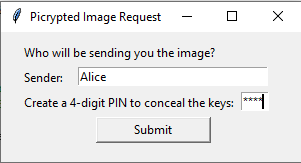 Picrypted Image Request
Who will be sending you the image?
Sender: Alice
Create a 4-digit PIN to conceal the keys: ****
Submit